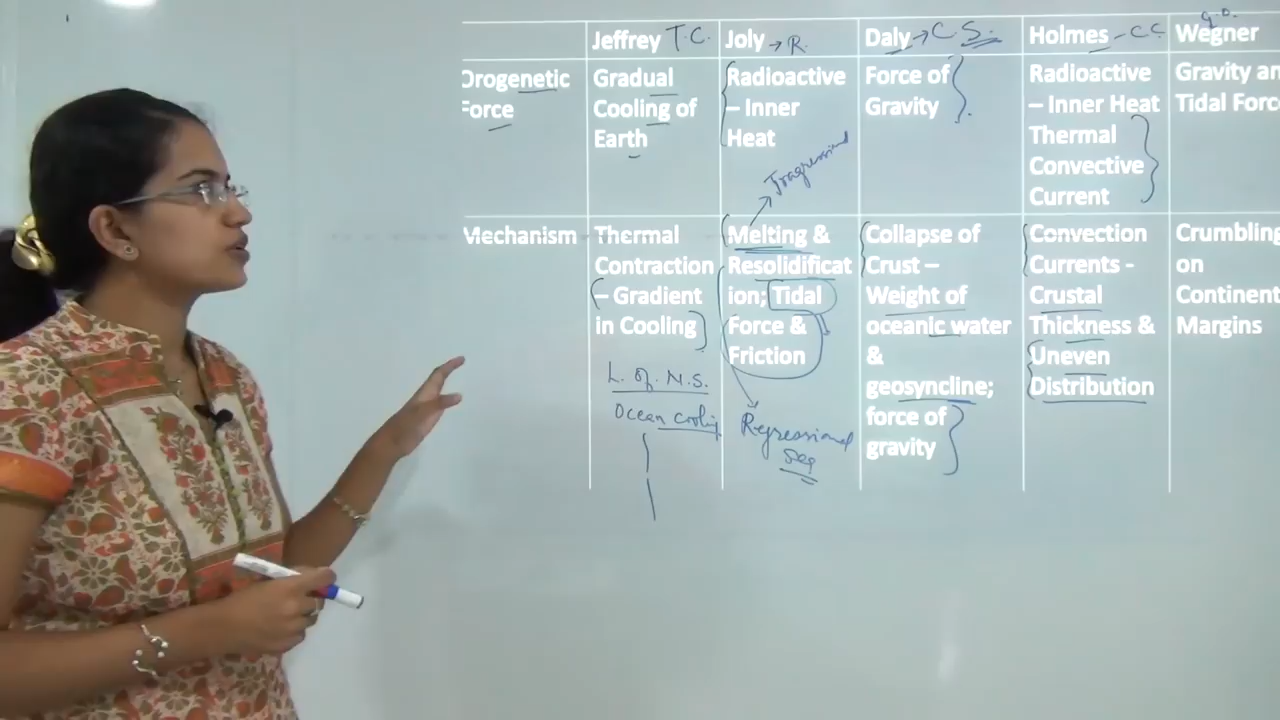 Jeffrey T.C.
Joly → R.
Daly → C S.
Holmes - CC
Wegner
Orogenetic
Force
Gradual
Cooling of
Earth
Radioactive
– Inner
Heat
Force of
Gravity
Radioactive
– Inner Heat
Thermal
Convective
Current
Gravity an
Tidal Force
Mechanism
Thermal
Contraction
– Gradient
in Cooling
L. of. N.S.
Ocean cooling
Melting &
Resolidificat
ion; Tidal
Force &
Friction
Regressional
Sea
Collapse of
Crust –
Weight of
oceanic water
&
geosyncline;
force of
gravity
Convection
Currents -
Crustal
Thickness &
Uneven
Distribution
Crumbling
on
Continent
Margins